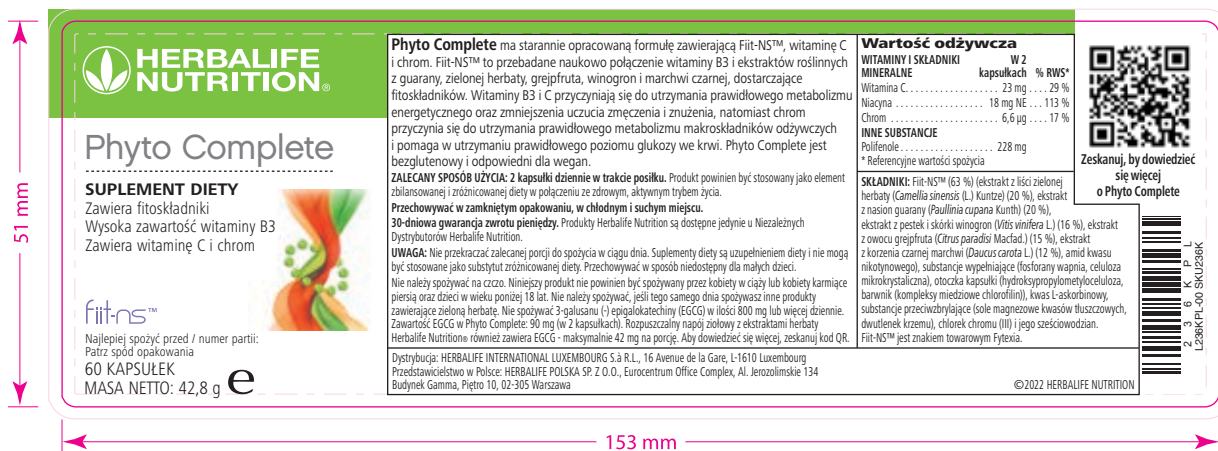 HERBALIFE
NUTRITION®
Phyto Complete
SUPLEMENT DIETY
Zawiera fitoskładniki
Wysoka zawartość witaminy B3
Zawiera witaminę C i chrom
fiit-ns™
Najlepiej spożyć przed / numer partii:
Patrz spód opakowania
60 KAPSUŁEK
MASA NETTO: 42,8 g e
Phyto Complete ma starannie opracowaną formułę zawierającą Fiit-NS™, witaminę C
i chrom. Fiit-NS™ to przebadane naukowo połączenie witaminy B3 i ekstraktów roślinnych
z guarany, zielonej herbaty, grejpfruta, winogron i marchwi czarnej, dostarczające
fitoskładników. Witaminy B3 i C przyczyniają się do utrzymania prawidłowego metabolizmu
energetycznego oraz zmniejszenia uczucia zmęczenia i znużenia, natomiast chrom
przyczynia się do utrzymania prawidłowego metabolizmu makroskładników odżywczych
i pomaga w utrzymaniu prawidłowego poziomu glukozy we krwi. Phyto Complete jest
bezglutenowy i odpowiedni dla wegan.
ZALECANY SPOSÓB UŻYCIA: 2 kapsułki dziennie w trakcie posiłku. Produkt powinien być stosowany jako element
zbilansowanej i zróżnicowanej diety w połączeniu ze zdrowym, aktywnym trybem życia.
Przechowywać w zamkniętym opakowaniu, w chłodnym i suchym miejscu.
30-dniowa gwarancja zwrotu pieniędzy. Produkty Herbalife Nutrition są dostępne jedynie u Niezależnych
Dystrybutorów Herbalife Nutrition.
UWAGA: Nie przekraczać zalecanej porcji do spożycia w ciągu dnia. Suplementy diety są uzupełnieniem diety i nie mogą
być stosowane jako substytut zróżnicowanej diety. Przechowywać w sposób niedostępny dla małych dzieci.
Nie należy spożywać na czczo. Niniejszy produkt nie powinien być spożywany przez kobiety w ciąży lub kobiety karmiące
piersią oraz dzieci w wieku poniżej 18 lat. Nie należy spożywać, jeśli tego samego dnia spożywasz inne produkty
zawierające zieloną herbatę. Nie spożywać 3-galusanu (-) epigalokatechiny (EGCG) w ilości 800 mg lub więcej dziennie.
Zawartość EGCG w Phyto Complete: 90 mg (w 2 kapsułkach). Rozpuszczalny napój ziołowy z ekstraktami herbaty
Herbalife Nutrition® również zawiera EGCG - maksymalnie 42 mg na porcję. Aby dowiedzieć się więcej, zeskanuj kod QR.
Dystrybucja: HERBALIFE INTERNATIONAL LUXEMBOURG S.à R.L., 16 Avenue de la Gare, L-1610 Luxembourg
Przedstawicielstwo w Polsce: HERBALIFE POLSKA SP. Z O.O., Eurocentrum Office Complex, Al. Jerozolimskie 134
Budynek Gamma, Piętro 10, 02-305 Warszawa
©2022 HERBALIFE NUTRITION
Wartość odżywcza
WITAMINY I SKŁADNIKI W 2
MINERALNE kapsułkach % RWS*
Witamina C. . . . . . . . . . . . . . . . . . 23 mg . . . . 29 %
Niacyna . . . . . . . . . . . . . . . . . . 18 mg NE . . . 113 %
Chrom . . . . . . . . . . . . . . . . . . . . . 6,6 µg . . . . 17 %
INNE SUBSTANCJE
Polifenole . . . . . . . . . . . . . . . . . . 228 mg
* Referencyjne wartości spożycia
SKŁADNIKI: Fiit-NS™ (63 %) (ekstrakt z liści zielonej
herbaty (Camellia sinensis (L.) Kuntze) (20 %), ekstrakt
z nasion guarany (Paullinia cupana Kunth) (20 %),
ekstrakt z pestek i skórki winogron (Vitis vinifera L.) (16 %), ekstrakt
z owocu grejpfruta (Citrus paradisi Macfad.) (15 %), ekstrakt
z korzenia czarnej marchwi (Daucus carota L.) (12 %), amid kwasu
nikotynowego), substancje wypełniające (fosforany wapnia, celuloza
mikrokrystaliczna), otoczka kapsułki (hydroksypropylometyloceluloza,
barwnik (kompleksy miedziowe chlorofilin)), kwas L-askorbinowy,
substancje przeciwzbrylające (sole magnezowe kwasów tłuszczowych,
dwutlenek krzemu), chlorek chromu (III) i jego sześciowodzian.
Fiit-NS™ jest znakiem towarowym Fytexia.
Zeskanuj, by dowiedzieć
się więcej
o Phyto Complete
236KPL
L236KPL-00 SKU236K
51 mm
153 mm